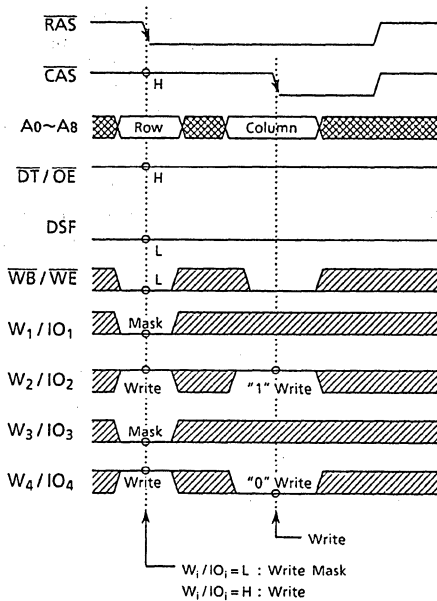 RAS
CAS
H
A0~A8
Row
Column
DT/OE
H
DSF
L
WB/WE
L
W1/IO1
Mask
W2/IO2
Write
"1" Write
W3/IO3
Mask
W4/IO4
Write
"0" Write
Write
Wi/IOi = L : Write Mask
Wi/IOi = H : Write